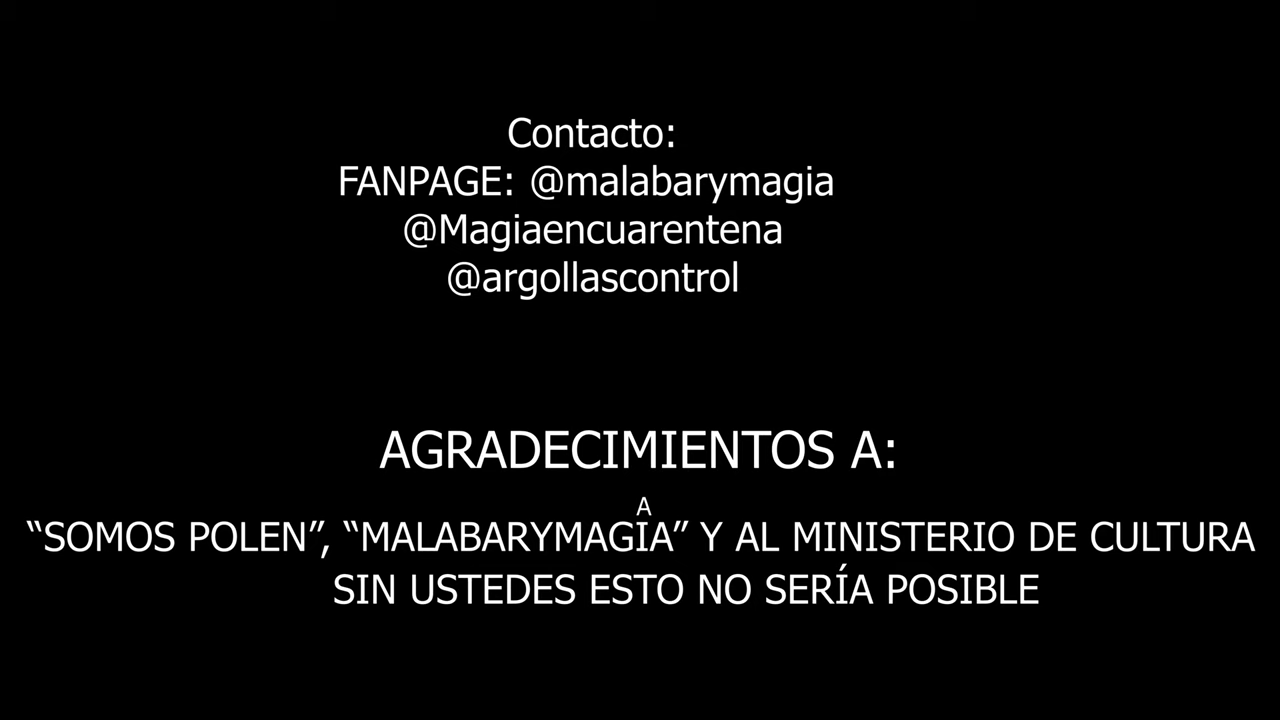 Contacto:
FANPAGE: @malabarymagia
@Magiaencuarentena
@argollascontrol
AGRADECIMIENTOS A:
A
“SOMOS POLEN”, “MALABARYMAGIA” Y AL MINISTERIO DE CULTURA
SIN USTEDES ESTO NO SERÍA POSIBLE